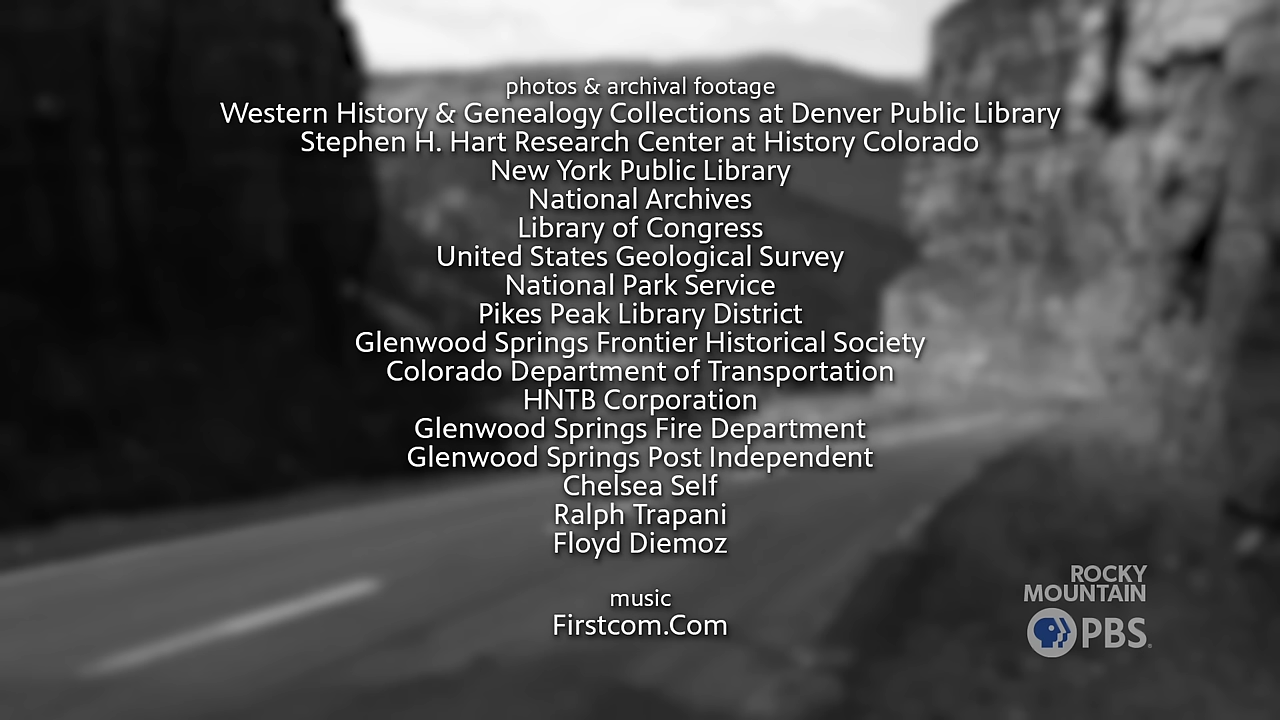 photos & archival footage
Western History & Genealogy Collections at Denver Public Library
Stephen H. Hart Research Center at History Colorado
New York Public Library
National Archives
Library of Congress
United States Geological Survey
National Park Service
Pikes Peak Library District
Glenwood Springs Frontier Historical Society
Colorado Department of Transportation
HNTB Corporation
Glenwood Springs Fire Department
Glenwood Springs Post Independent
Chelsea Self
Ralph Trapani
Floyd Diemoz
music
Firstcom.Com
ROCKY
MOUNTAIN
PBS